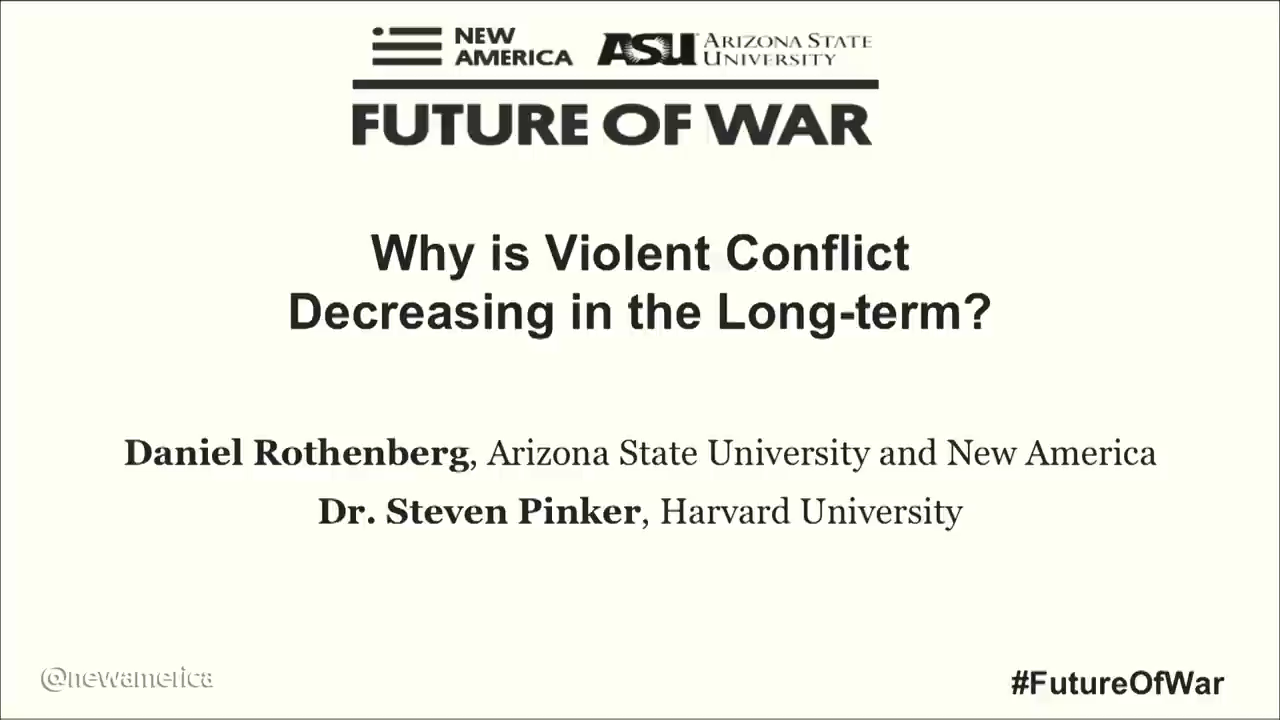 NEW AMERICA
ASU ARIZONA STATE UNIVERSITY
FUTURE OF WAR
Why is Violent Conflict
Decreasing in the Long-term?
Daniel Rothenberg, Arizona State University and New America
Dr. Steven Pinker, Harvard University
@newamerica
#FutureOfWar